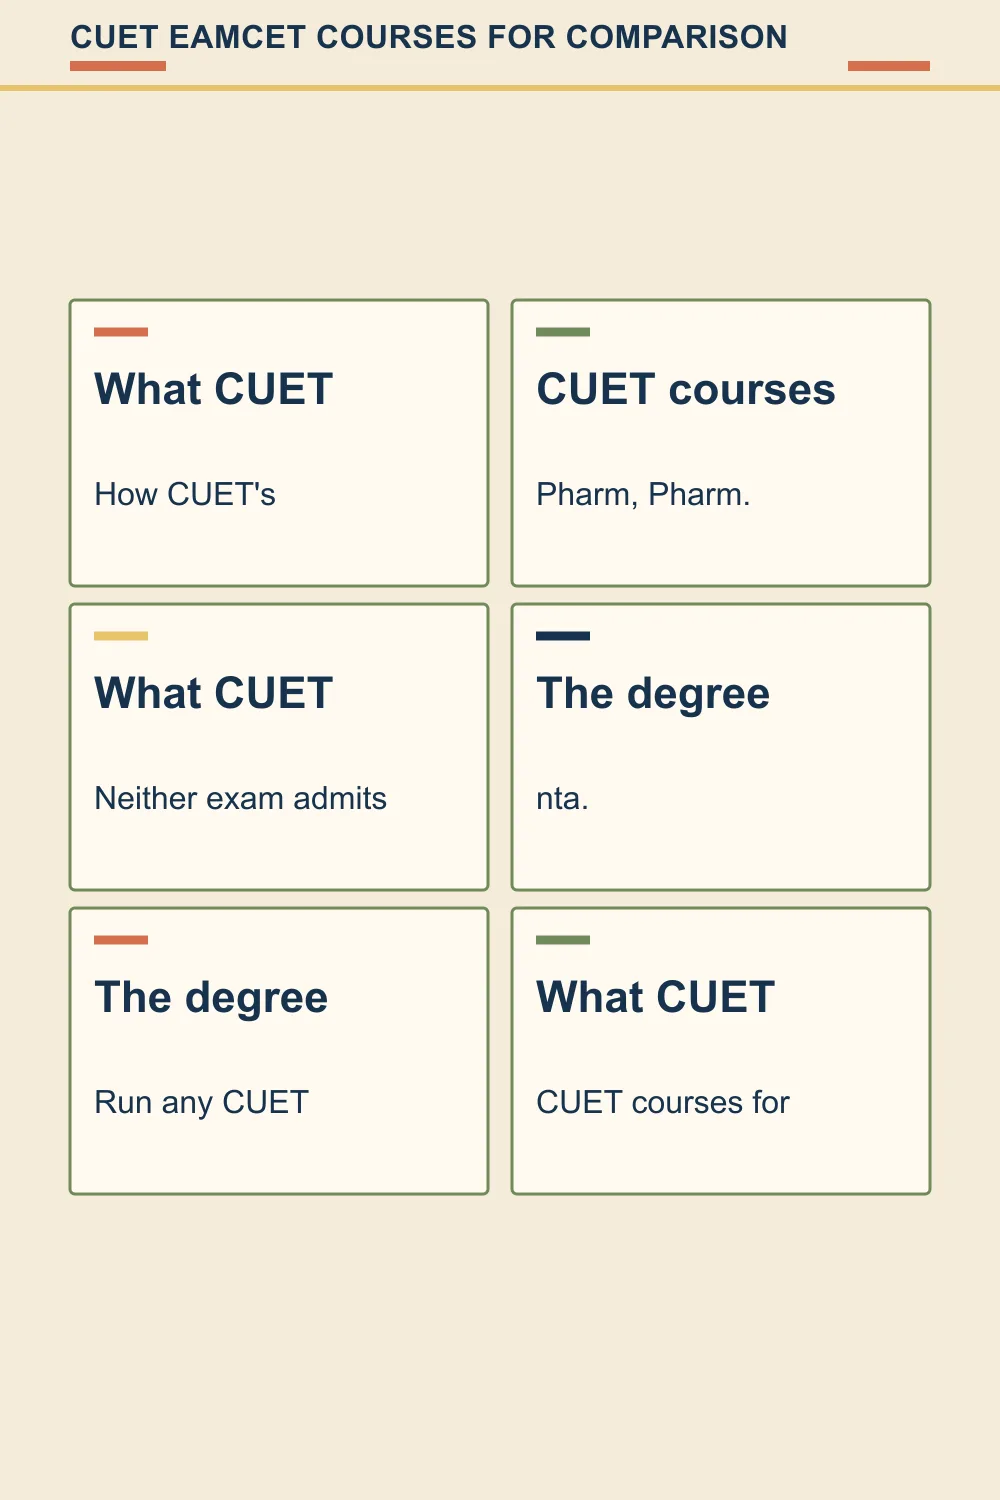 CUET EAMCET COURSES FOR COMPARISON
What CUET
How CUET's
CUET courses
Pharm, Pharm.
What CUET
Neither exam admits
The degree
nta.
The degree
Run any CUET
What CUET
CUET courses for